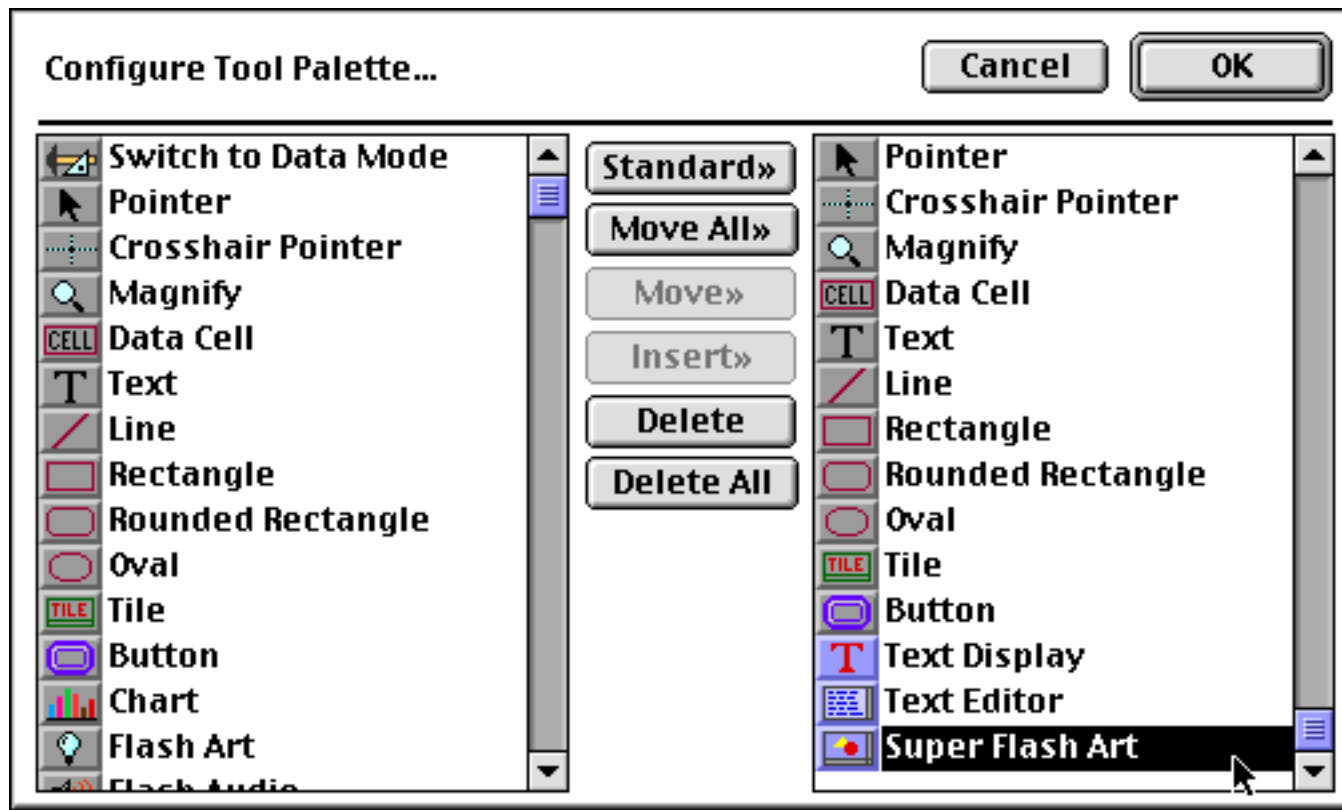 Configure Tool Palette...
Cancel
OK
Switch to Data Mode
Pointer
Crosshair Pointer
Magnify
CELL Data Cell
T Text
Line
Rectangle
Rounded Rectangle
Oval
TILE Tile
Button
Chart
Flash Art
Flash Audio
Standard»
Move All»
Move»
Insert»
Delete
Delete All
Pointer
Crosshair Pointer
Magnify
CELL Data Cell
T Text
Line
Rectangle
Rounded Rectangle
Oval
TILE Tile
Button
T Text Display
Text Editor
Super Flash Art